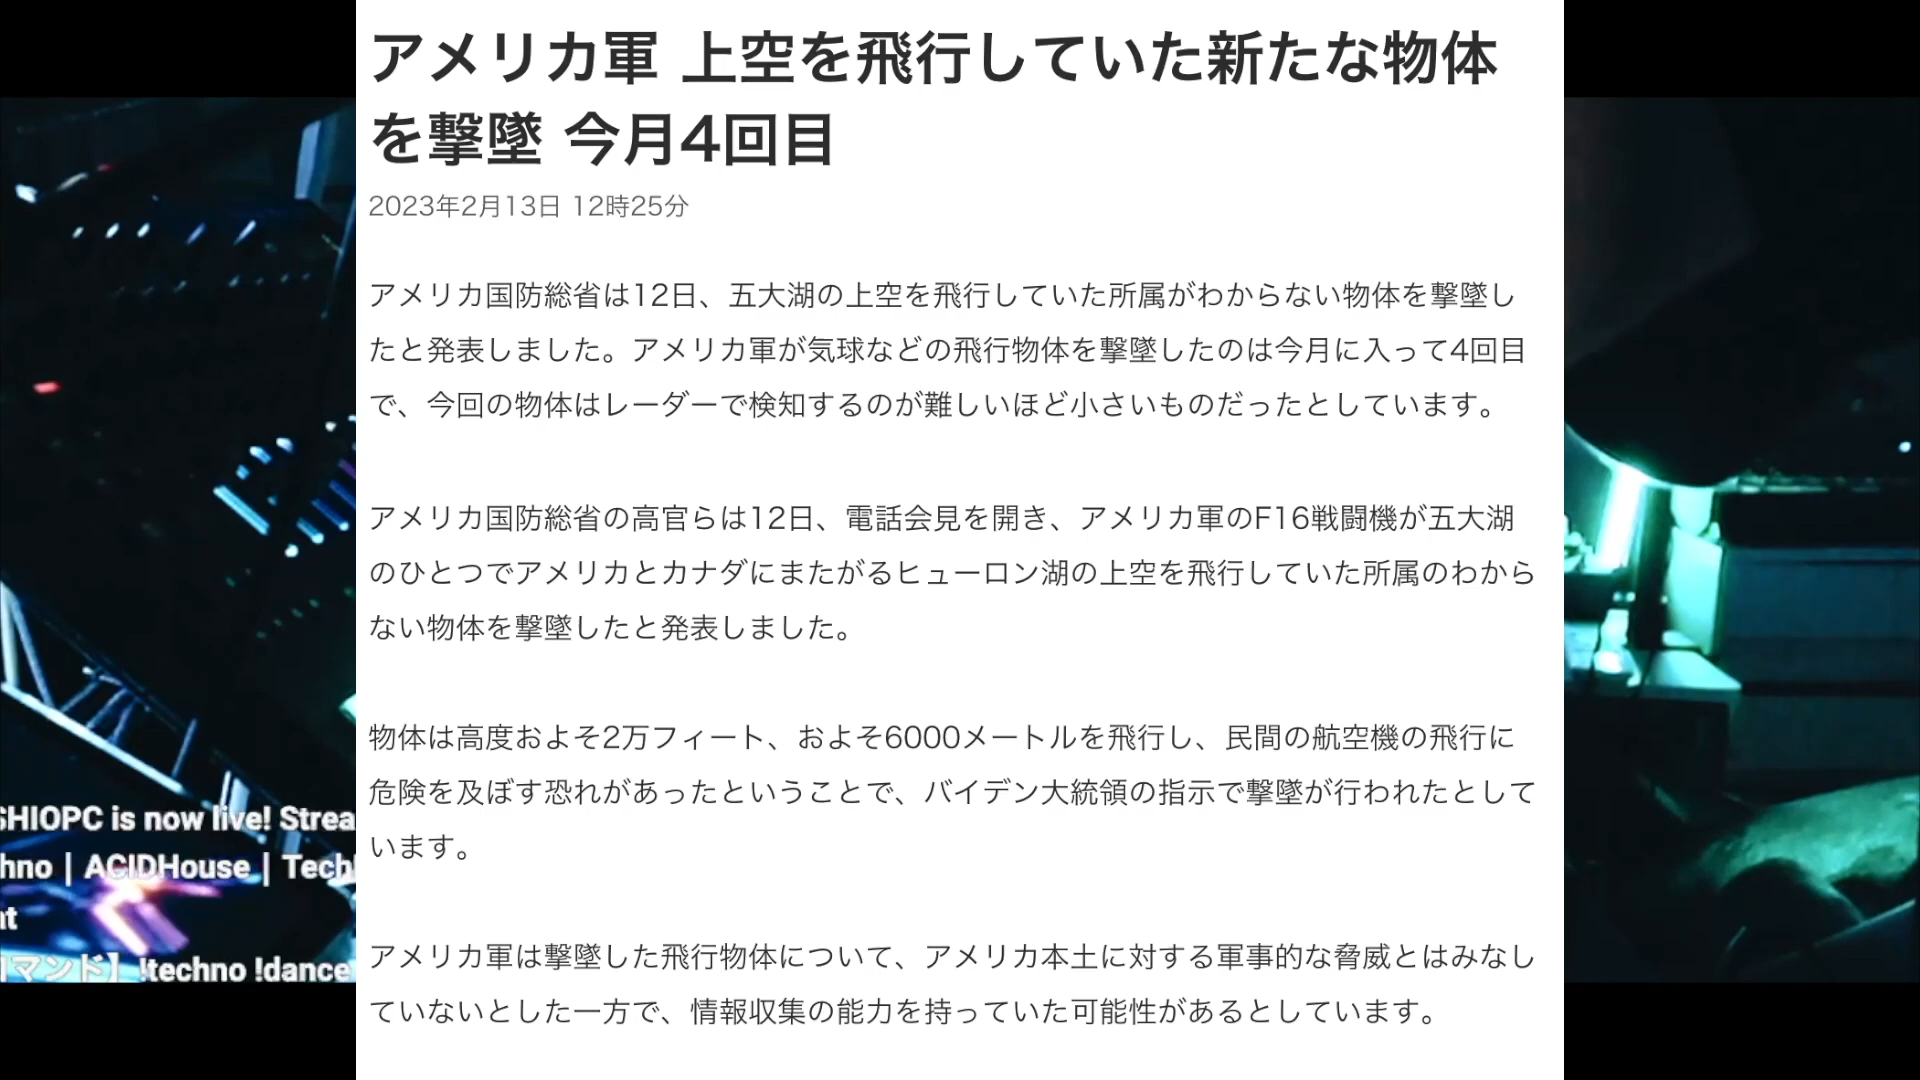 アメリカ軍 上空を飛行していた新たな物体
を撃墜 今月4回目
2023年2月13日 12時25分
アメリカ国防総省は12日、五大湖の上空を飛行していた所属がわからない物体を撃墜し
たと発表しました。アメリカ軍が気球などの飛行物体を撃墜したのは今月に入って4回目
で、今回の物体はレーダーで検知するのが難しいほど小さいものだったとしています。
アメリカ国防総省の高官らは12日、電話会見を開き、アメリカ軍のF16戦闘機が五大湖
のひとつでアメリカとカナダにまたがるヒューロン湖の上空を飛行していた所属のわから
ない物体を撃墜したと発表しました。
物体は高度およそ2万フィート、およそ6000メートルを飛行し、民間の航空機の飛行に
危険を及ぼす恐れがあったということで、バイデン大統領の指示で撃墜が行われたとして
います。
アメリカ軍は撃墜した飛行物体について、アメリカ本土に対する軍事的な脅威とはみなし
ていないとした一方で、情報収集の能力を持っていた可能性があるとしています。
SHIOPC is now live! Strea
hno | ACIDHouse | Tech
at
コマンド】!techno !dance